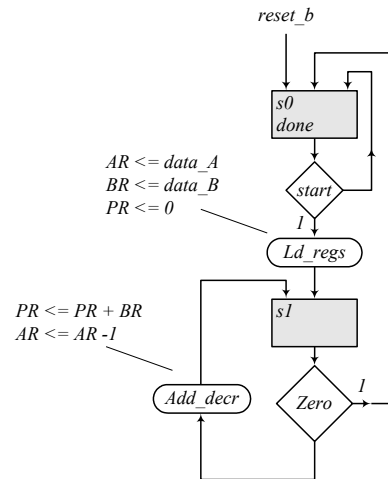 reset_b
s0
done
AR <= data_A
BR <= data_B
PR <= 0
start
1
Ld_regs
PR <= PR + BR
AR <= AR -1
s1
Add_decr
Zero
1